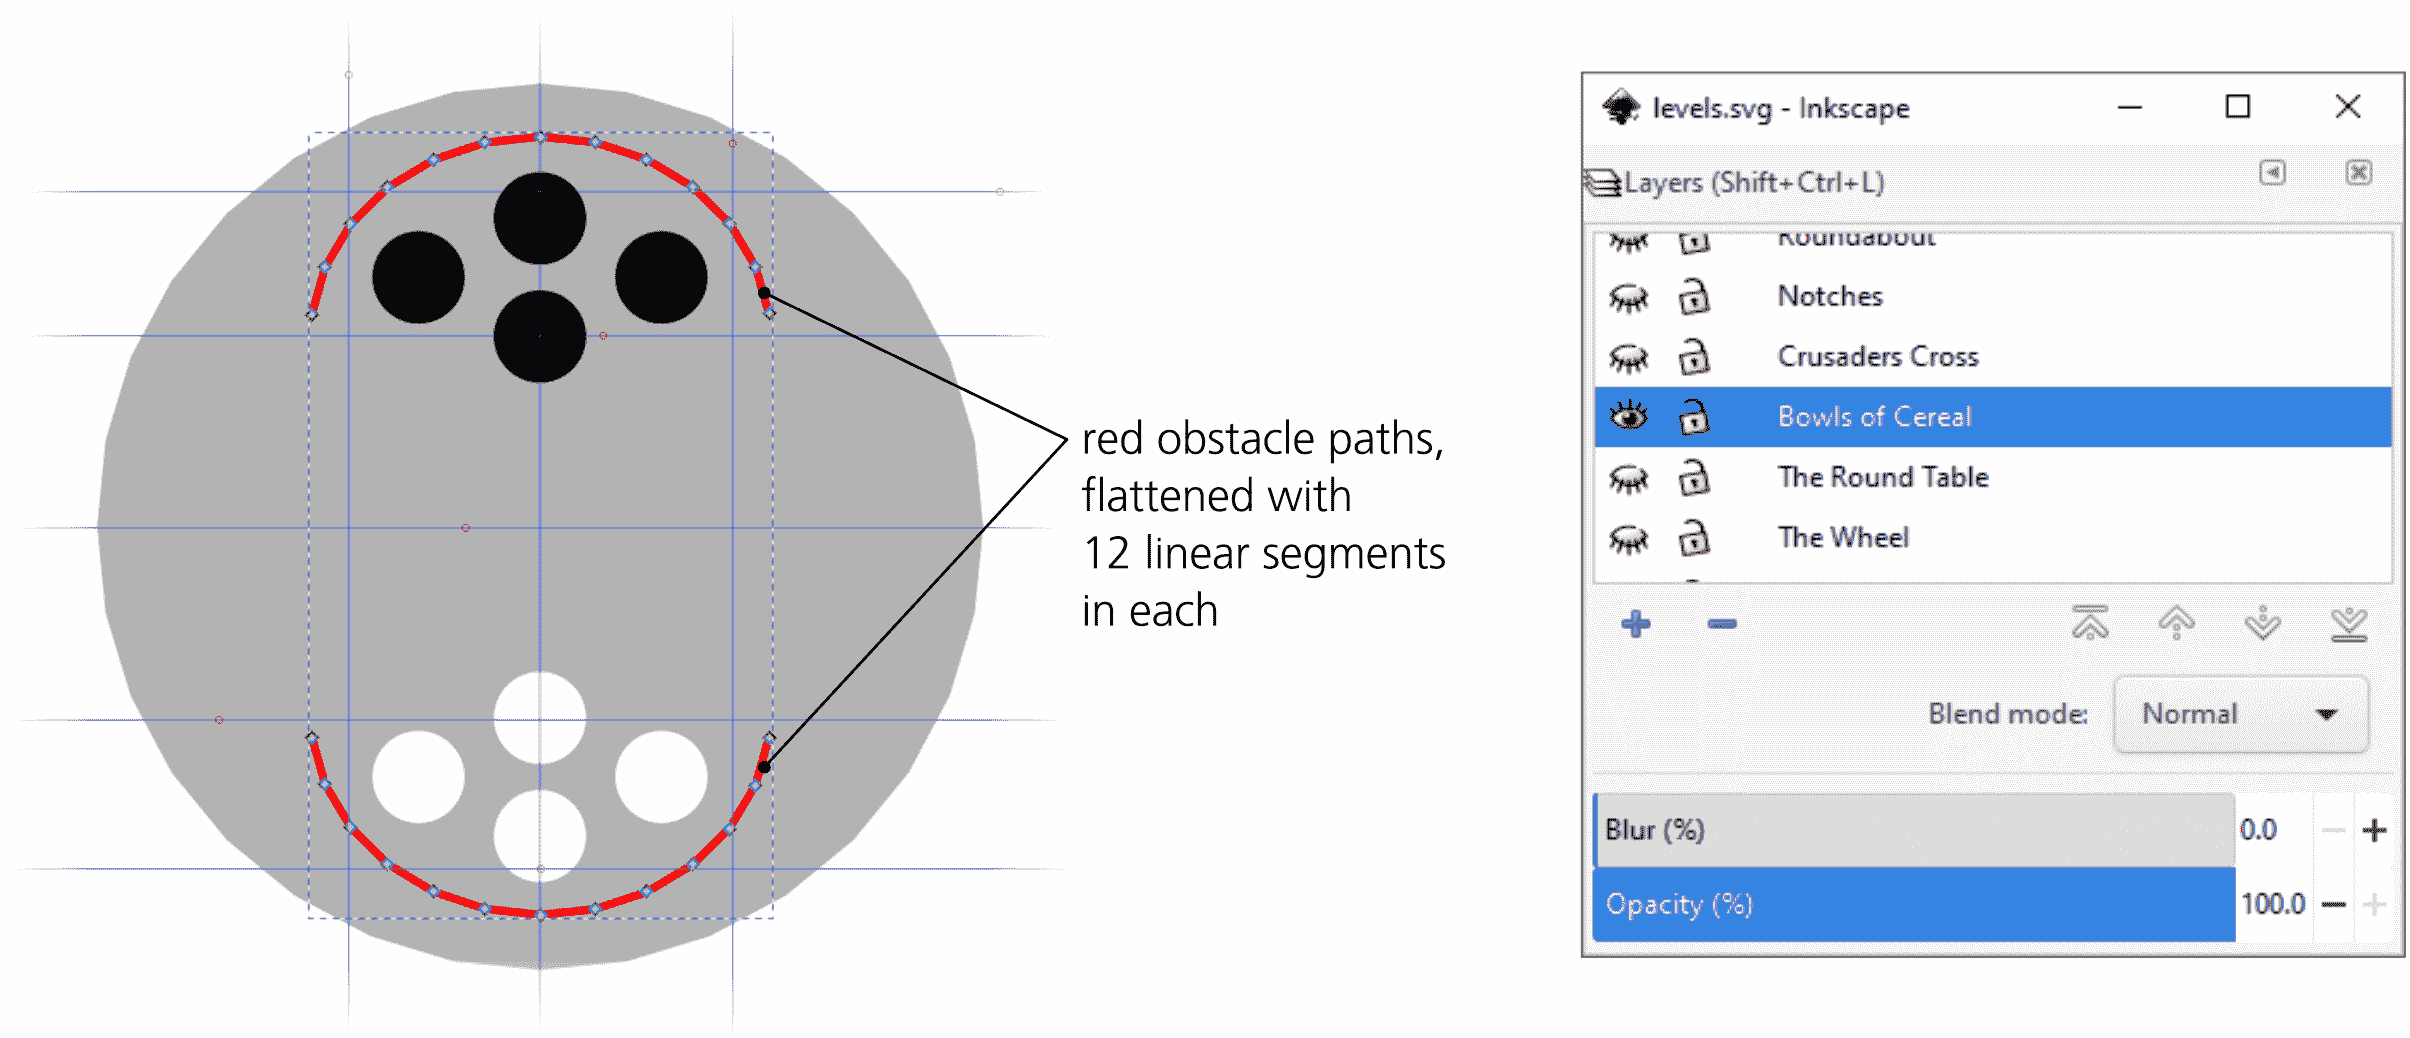 red obstacle paths,
flattened with
12 linear segments
in each
levels.svg - Inkscape
Layers (Shift+Ctrl+L)
Roundabout
Notches
Crusaders Cross
Bowls of Cereal
The Round Table
The Wheel
Blend mode: Normal
Blur (%) 0.0
Opacity (%) 100.0